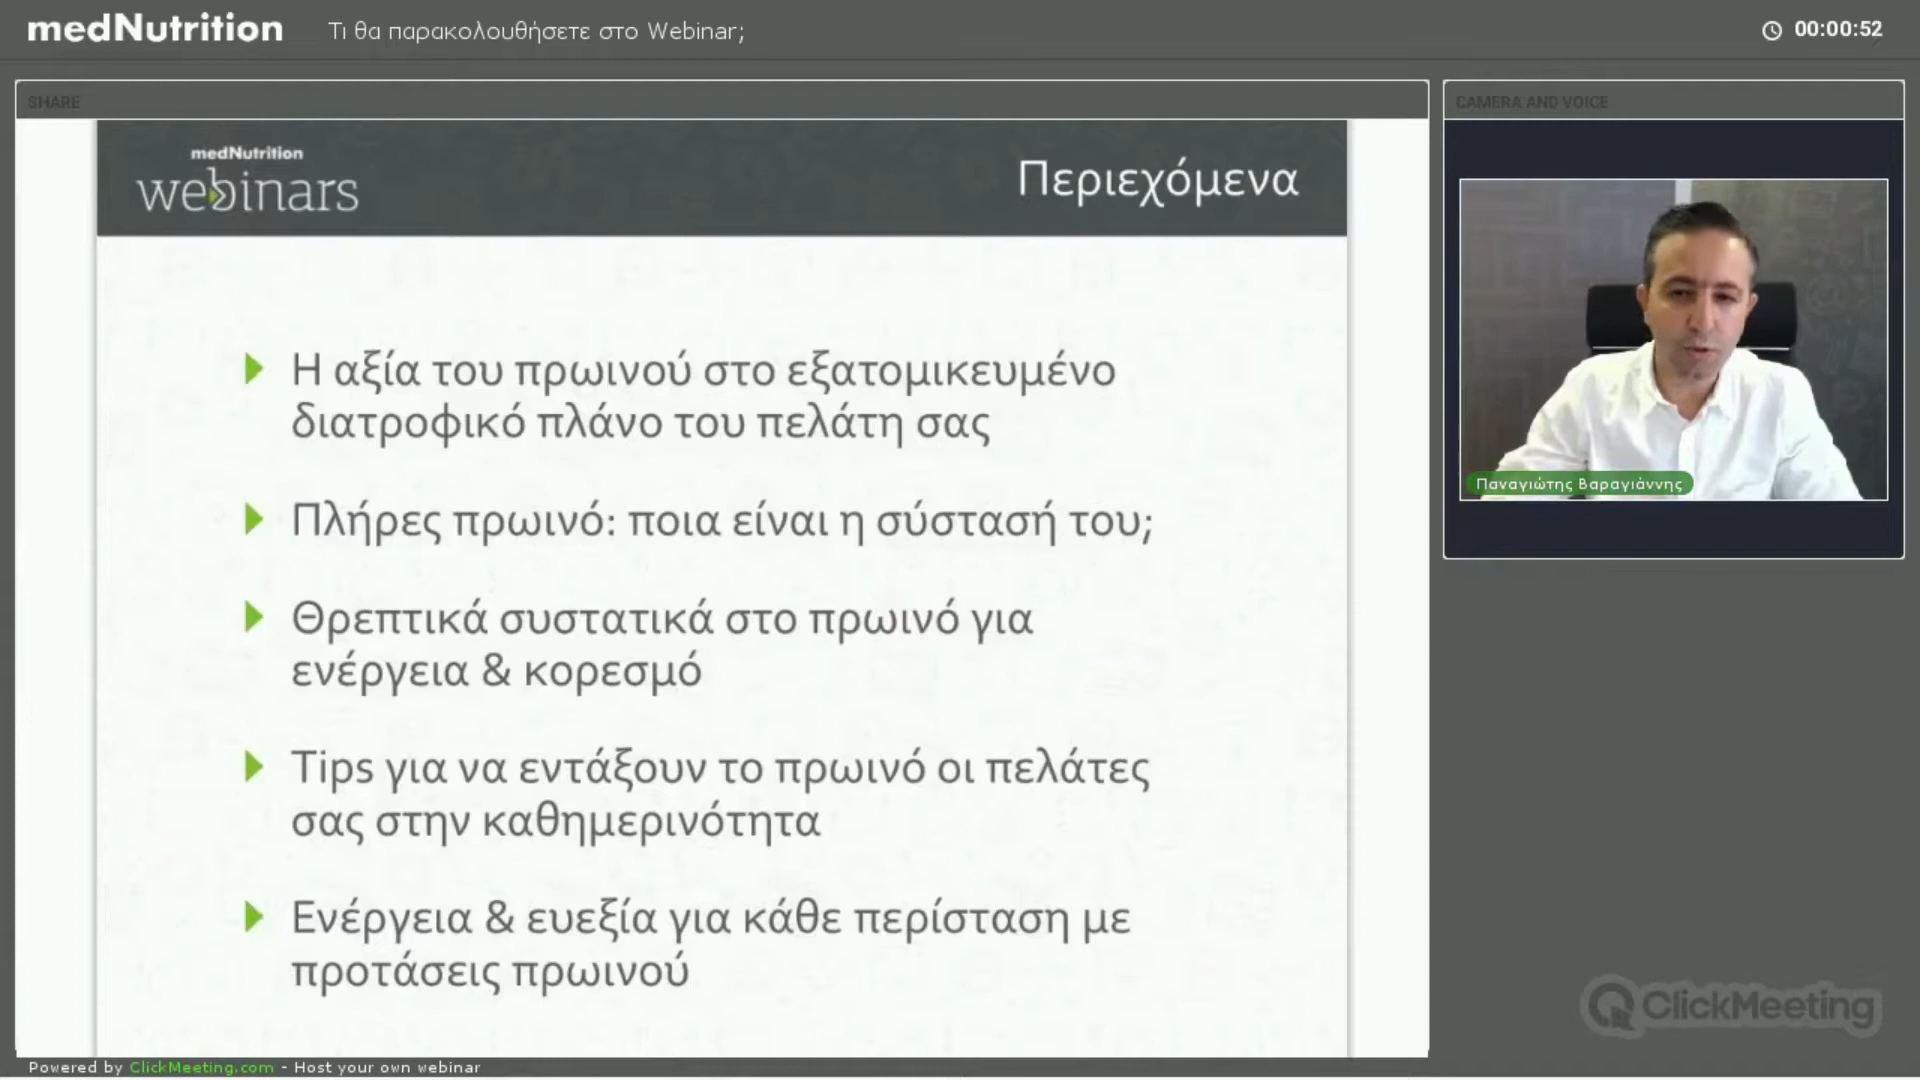 medNutrition
Τι θα παρακολουθήσετε στο Webinar;
00:00:52
SHARE
CAMERA AND VOICE
medNutrition
webinars
Περιεχόμενα
Η αξία του πρωινού στο εξατομικευμένο
διατροφικό πλάνο του πελάτη σας
Πλήρες πρωινό: ποια είναι η σύστασή του;
Θρεπτικά συστατικά στο πρωινό για
ενέργεια & κορεσμό
Tips για να εντάξουν το πρωινό οι πελάτες
σας στην καθημερινότητα
Ενέργεια & ευεξία για κάθε περίσταση με
προτάσεις πρωινού
Παναγιώτης Βαραγιάννης
ClickMeeting
Powered by ClickMeeting.com - Host your own webinar